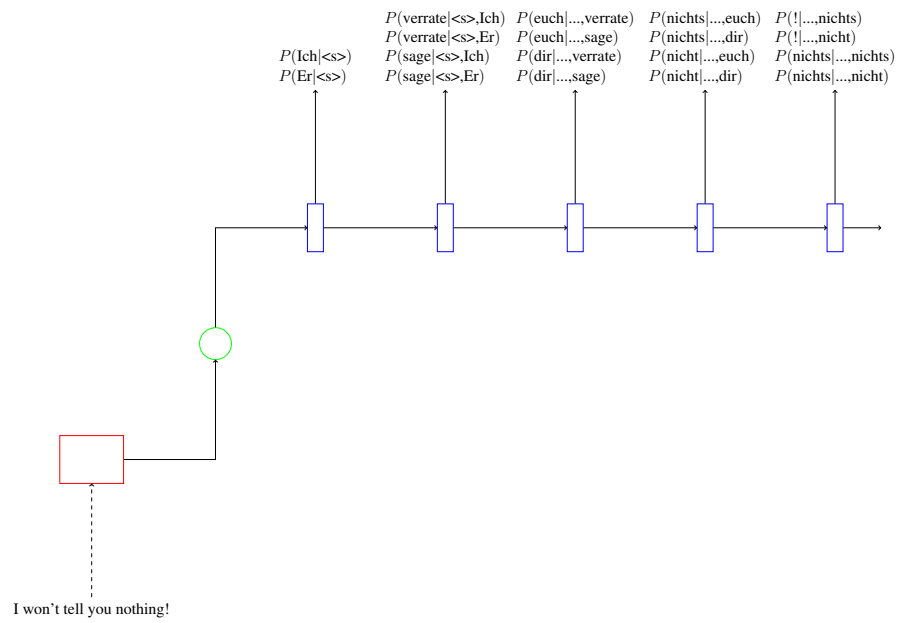 P(Ich|<s>)
P(Er|<s>)
P(verrate|<s>,Ich)
P(verrate|<s>,Er)
P(sage|<s>,Ich)
P(sage|<s>,Er)
P(euch|...,verrate)
P(euch|...,sage)
P(dir|...,verrate)
P(dir|...,sage)
P(nichts|...,euch)
P(nichts|...,dir)
P(nicht|...,euch)
P(nicht|...,dir)
P(!|...,nichts)
P(!|...,nicht)
P(nichts|...,nichts)
P(nichts|...,nicht)
I won't tell you nothing!